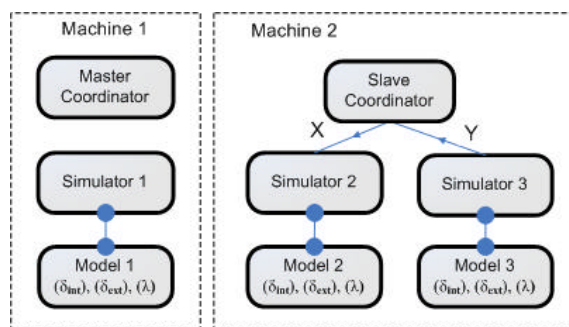 Machine 1
Master
Coordinator
Simulator 1
Model 1
(δint), (δext), (λ)
Machine 2
Slave
Coordinator
X
Y
Simulator 2
Simulator 3
Model 2
(δint), (δext), (λ)
Model 3
(δint), (δext), (λ)